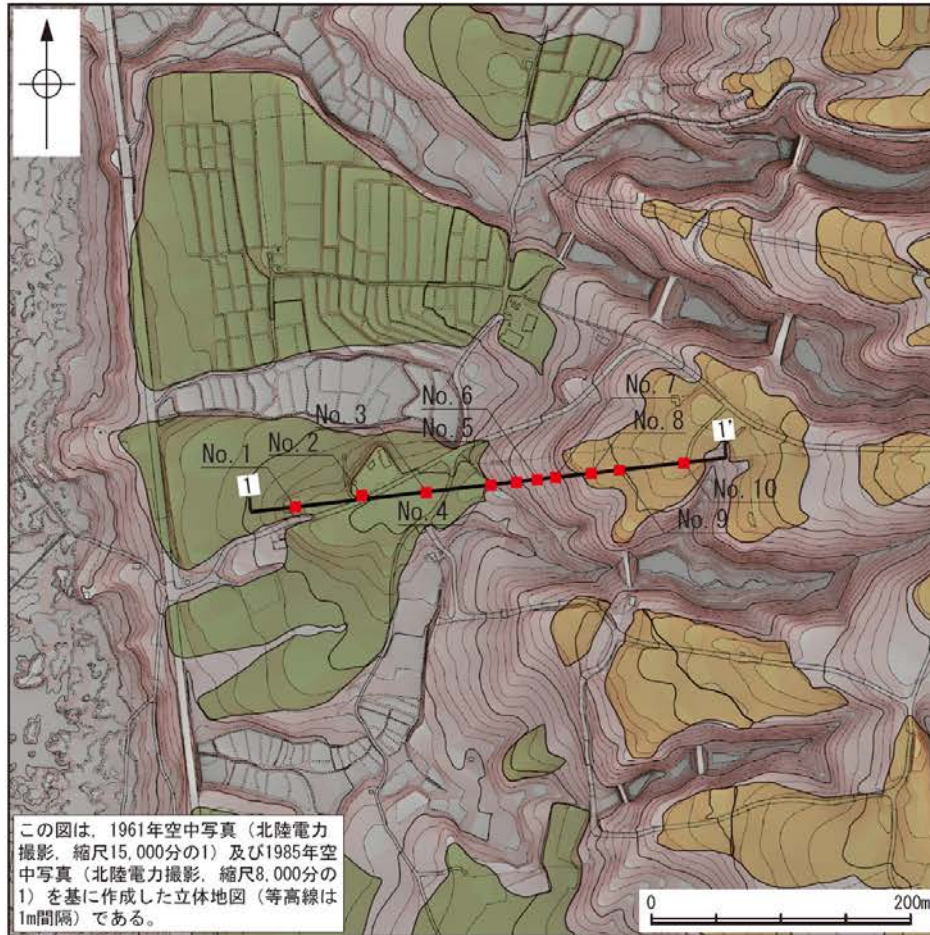 No. 7
No. 6
No. 8
No. 3
No. 5
No. 2
No. 1
1'
1
No. 10
No. 4
No. 9
この図は，1961年空中写真（北陸電力
撮影，縮尺15,000分の1）及び1985年空
中写真（北陸電力撮影，縮尺8,000分の
1）を基に作成した立体地図（等高線は
1m間隔）である。
0 200m